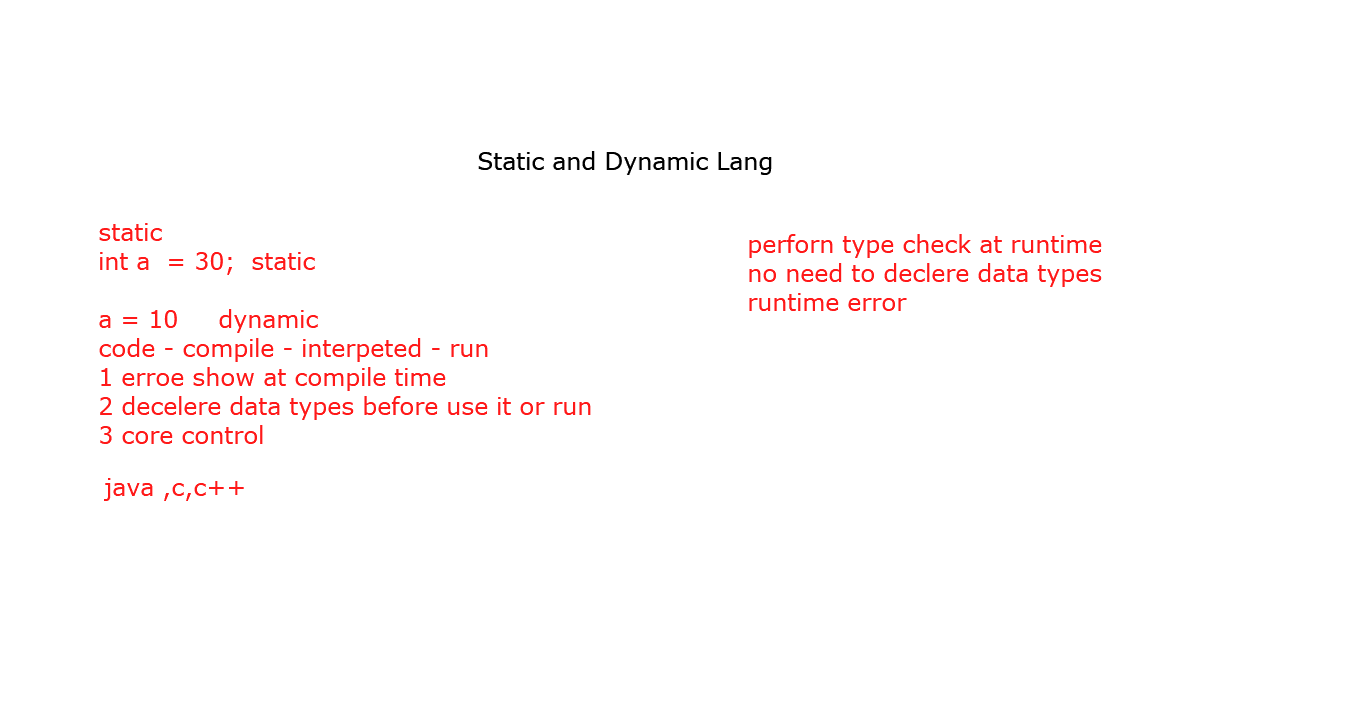 Static and Dynamic Lang
static
int a  = 30;  static
a = 10     dynamic
code - compile - interpeted - run
1 erroe show at compile time
2 decelere data types before use it or run
3 core control
java ,c,c++
perforn type check at runtime
no need to declere data types
runtime error